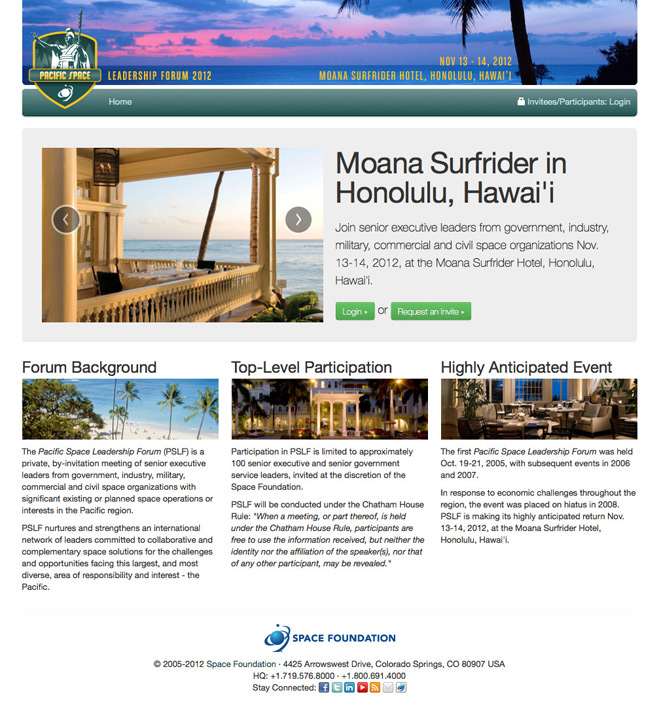 NOV 13 - 14, 2012
PACIFIC SPACE
LEADERSHIP FORUM 2012
MOANA SURFRIDER HOTEL, HONOLULU, HAWAI'I
Home
Invitees/Participants: Login
Moana Surfrider in
Honolulu, Hawai'i
Join senior executive leaders from government, industry,
military, commercial and civil space organizations Nov.
13-14, 2012, at the Moana Surfrider Hotel, Honolulu,
Hawai'i.
Login » or Request an Invite »
Forum Background
The Pacific Space Leadership Forum (PSLF) is a
private, by-invitation meeting of senior executive
leaders from government, industry, military,
commercial and civil space organizations with
significant existing or planned space operations or
interests in the Pacific region.
PSLF nurtures and strengthens an international
network of leaders committed to collaborative and
complementary space solutions for the challenges
and opportunities facing this largest, and most
diverse, area of responsibility and interest - the
Pacific.
Top-Level Participation
Participation in PSLF is limited to approximately
100 senior executive and senior government
service leaders, invited at the discretion of the
Space Foundation.
PSLF will be conducted under the Chatham House
Rule: "When a meeting, or part thereof, is held
under the Chatham House Rule, participants are
free to use the information received, but neither the
identity nor the affiliation of the speaker(s), nor that
of any other participant, may be revealed."
Highly Anticipated Event
The first Pacific Space Leadership Forum was held
Oct. 19-21, 2005, with subsequent events in 2006
and 2007.
In response to economic challenges throughout the
region, the event was placed on hiatus in 2008.
PSLF is making its highly anticipated return Nov.
13-14, 2012, at the Moana Surfrider Hotel,
Honolulu, Hawai'i.
SPACE FOUNDATION
© 2005-2012 Space Foundation · 4425 Arrowswest Drive, Colorado Springs, CO 80907 USA
HQ: +1.719.576.8000 · +1.800.691.4000
Stay Connected: